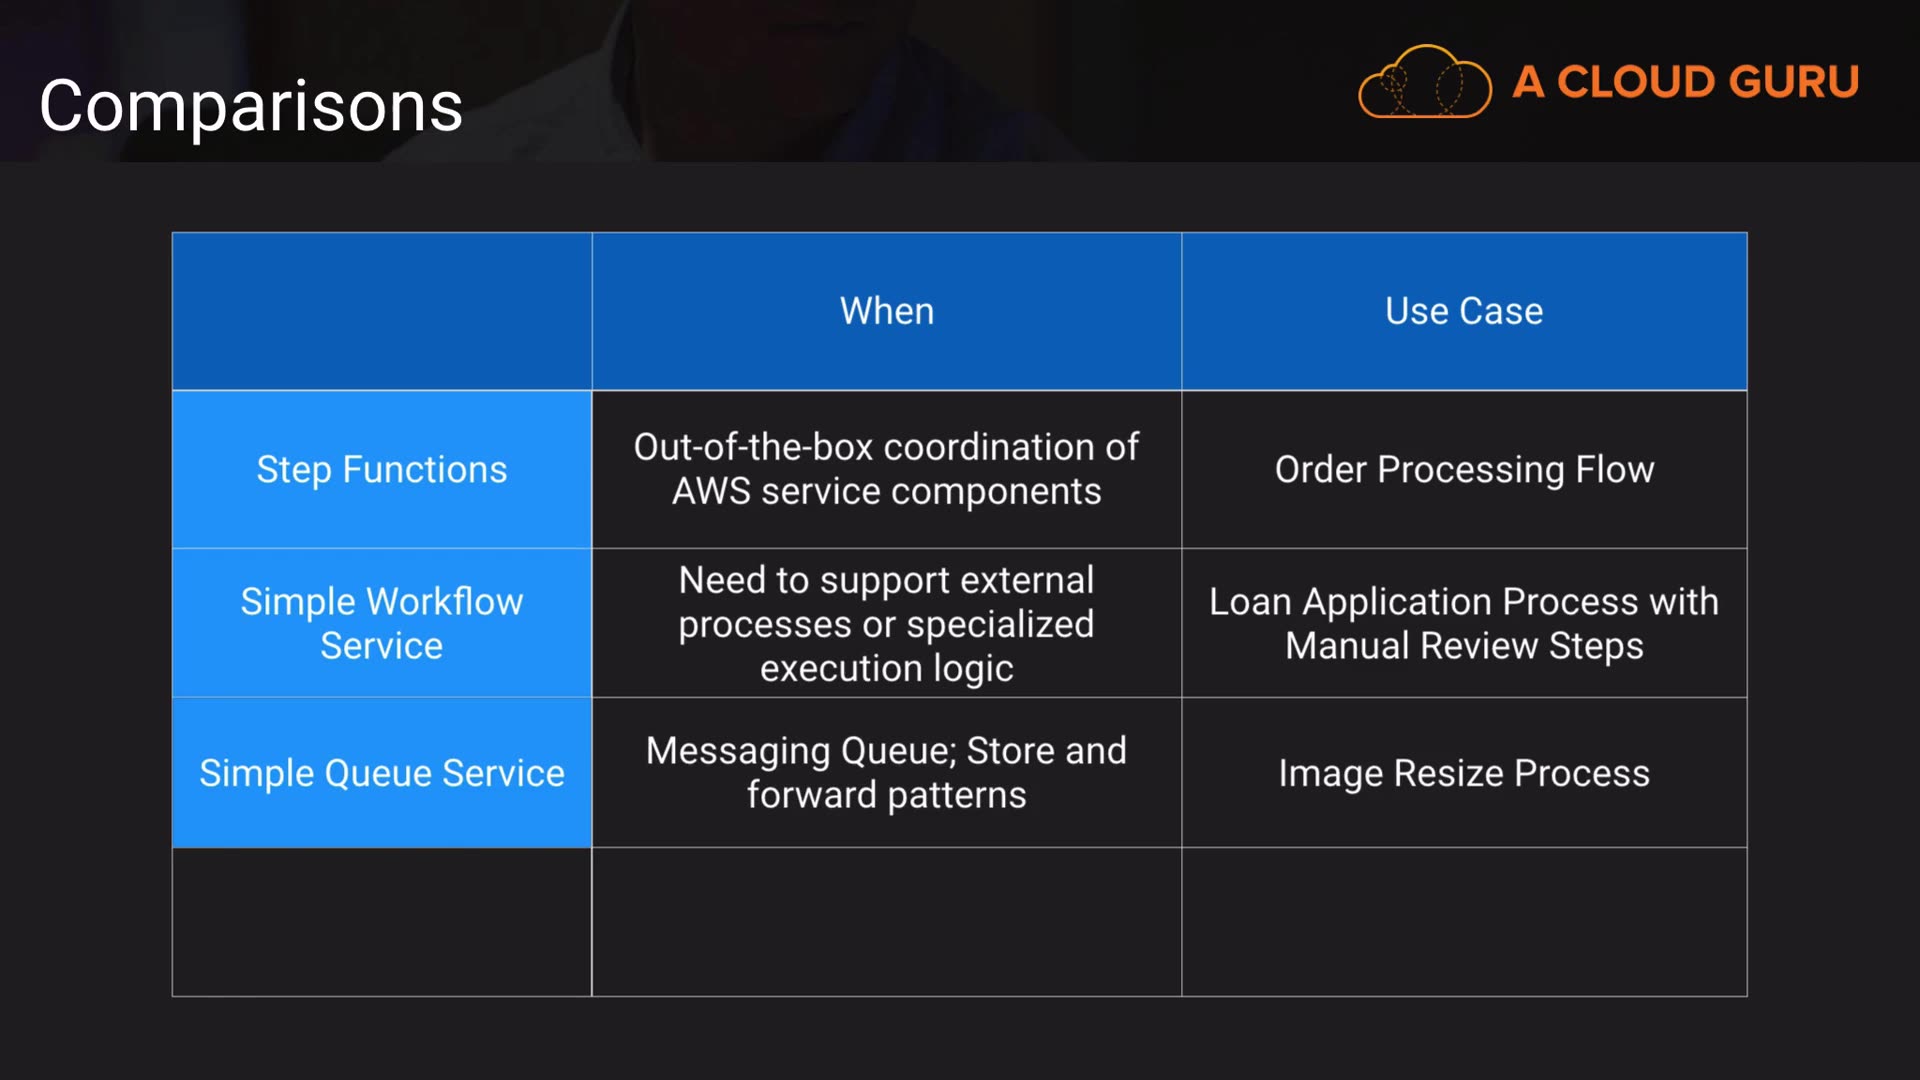 Comparisons
A CLOUD GURU
When
Use Case
Step Functions
Out-of-the-box coordination of
AWS service components
Order Processing Flow
Simple Workflow
Service
Need to support external
processes or specialized
execution logic
Loan Application Process with
Manual Review Steps
Simple Queue Service
Messaging Queue; Store and
forward patterns
Image Resize Process